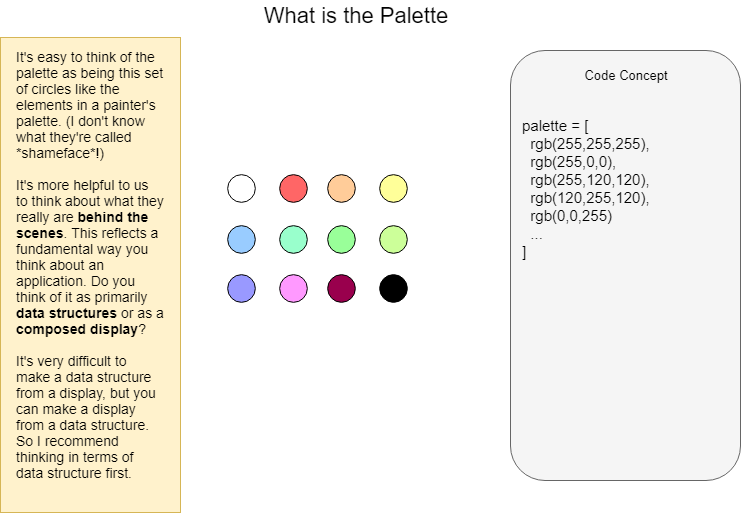 What is the Palette
It's easy to think of the
palette as being this set
of circles like the
elements in a painter's
palette. (I don't know
what they're called
*shameface*!)
It's more helpful to us
to think about what they
really are behind the
scenes. This reflects a
fundamental way you
think about an
application. Do you
think of it as primarily
data structures or as a
composed display?
It's very difficult to
make a data structure
from a display, but you
can make a display
from a data structure.
So I recommend
thinking in terms of
data structure first.
Code Concept
palette = [
rgb(255,255,255),
rgb(255,0,0),
rgb(255,120,120),
rgb(120,255,120),
rgb(0,0,255)
...
]